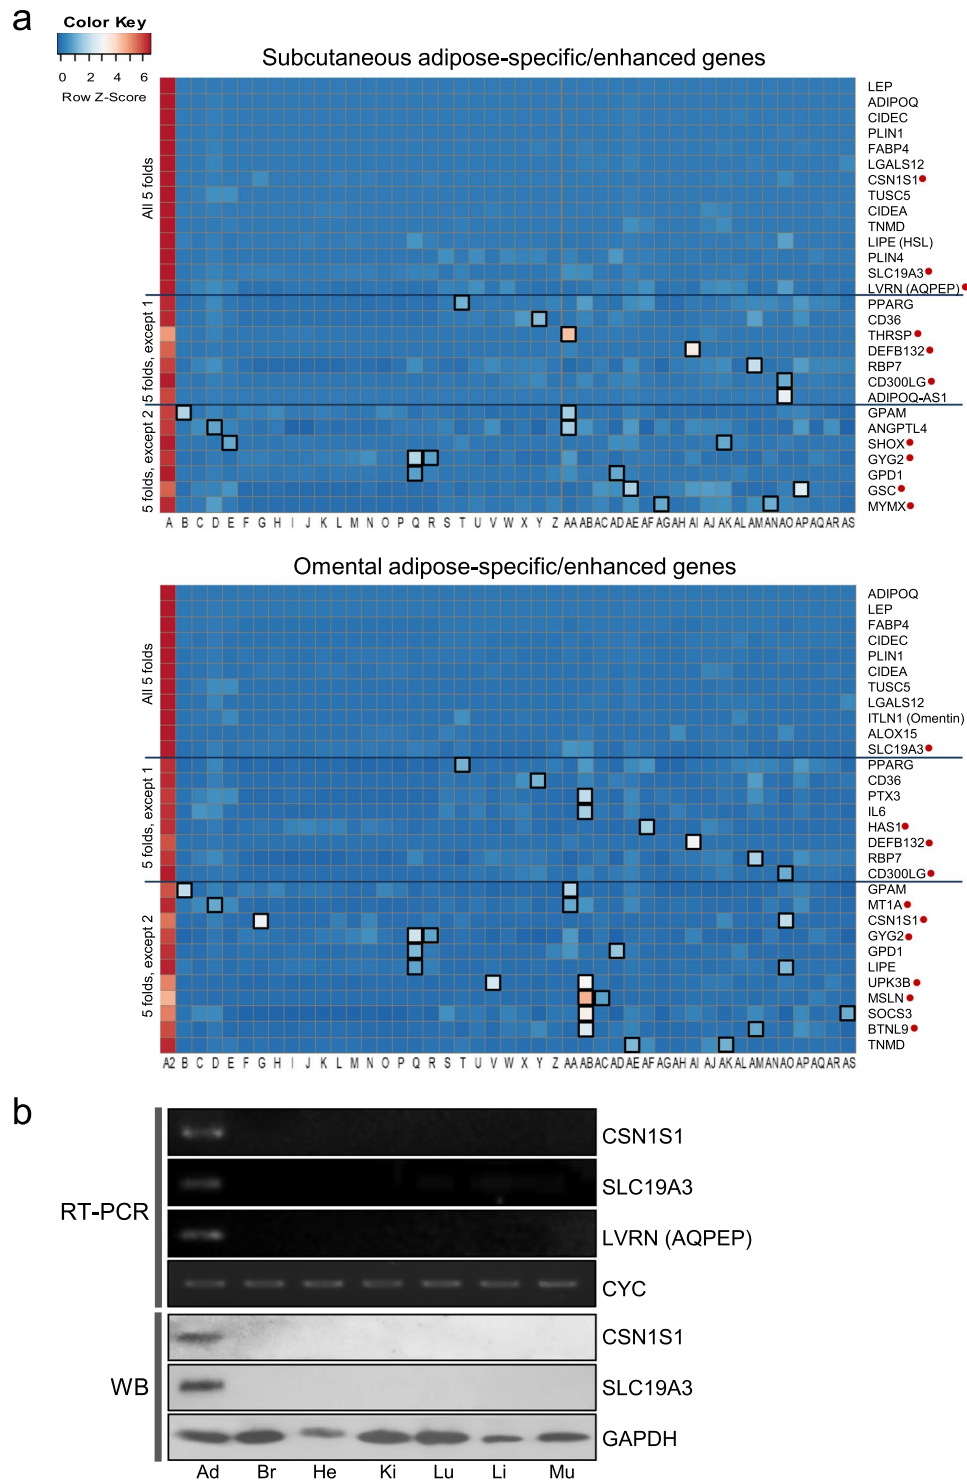 a
Color Key
0 2 4 6
Row Z-Score
Subcutaneous adipose-specific/enhanced genes
All 5 folds
5 folds, except 1
5 folds, except 2
LEP
ADIPOQ
CIDEC
PLIN1
FABP4
LGALS12
CSN1S1
TUSC5
CIDEA
TNMD
LIPE (HSL)
PLIN4
SLC19A3
LVRN (AQPEP)
PPARG
CD36
THRSP
DEFB132
RBP7
CD300LG
ADIPOQ-AS1
GPAM
ANGPTL4
SHOX
GYG2
GPD1
GSC
MYMX
A B C D E F G H I J K L M N O P Q R S T U V W X Y Z AA AB AC AD AE AF AG AH AI AJ AK AL AM AN AO AP AQ AR AS
Omental adipose-specific/enhanced genes
All 5 folds
5 folds, except 1
5 folds, except 2
ADIPOQ
LEP
FABP4
CIDEC
PLIN1
CIDEA
TUSC5
LGALS12
ITLN1 (Omentin)
ALOX15
SLC19A3
PPARG
CD36
PTX3
IL6
HAS1
DEFB132
RBP7
CD300LG
GPAM
MT1A
CSN1S1
GYG2
GPD1
LIPE
UPK3B
MSLN
SOCS3
BTNL9
TNMD
A2 B C D E F G H I J K L M N O P Q R S T U V W X Y Z AA AB AC AD AE AF AG AH AI AJ AK AL AM AN AO AP AQ AR AS
b
RT-PCR
CSN1S1
SLC19A3
LVRN (AQPEP)
CYC
WB
CSN1S1
SLC19A3
GAPDH
Ad Br He Ki Lu Li Mu